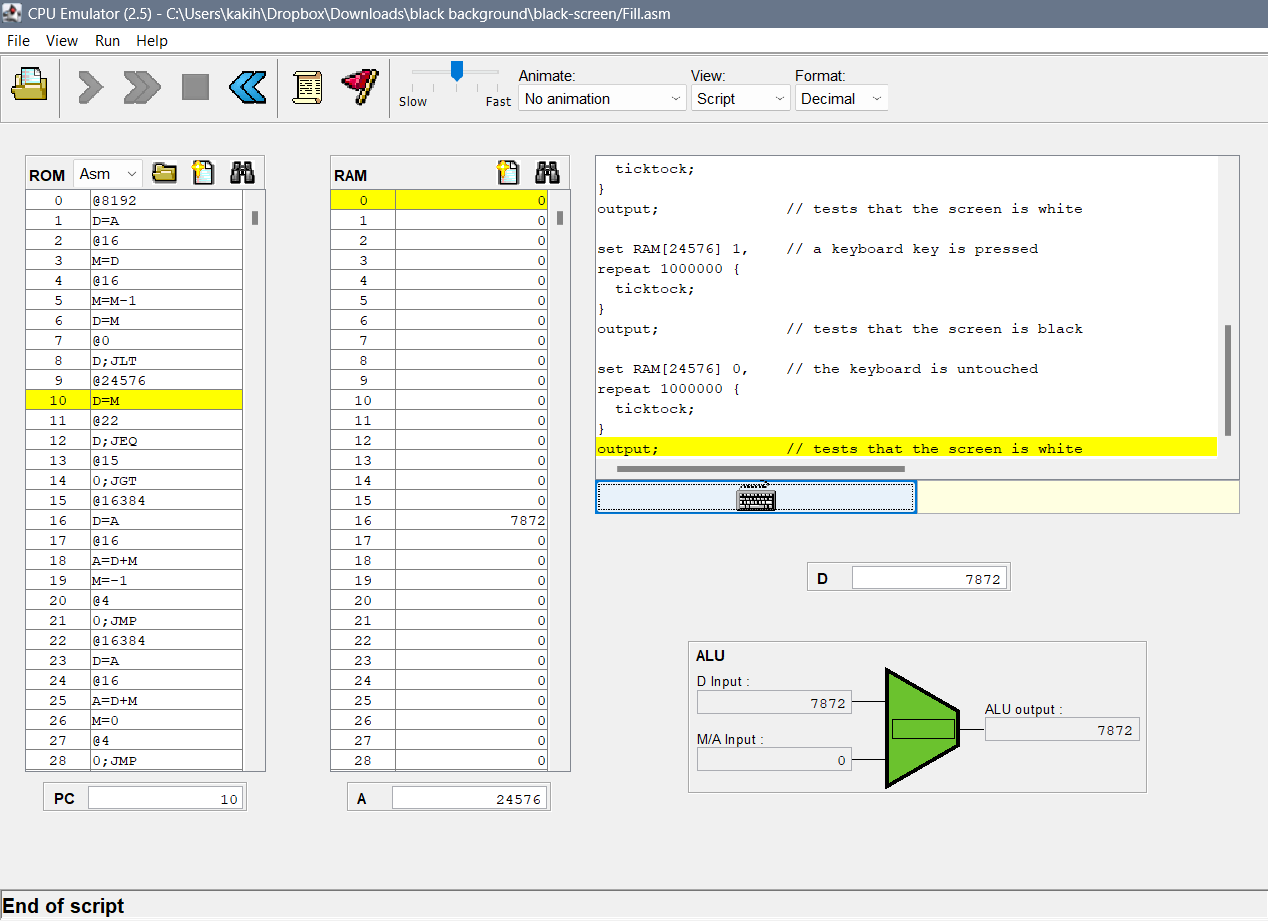 CPU Emulator (2.5) - C:\Users\kakih\Dropbox\Downloads\black background\black-screen/Fill.asm
File View Run Help
Slow Fast
Animate: View: Format:
No animation Script Decimal
ROM Asm
0 @8192
1 D=A
2 @16
3 M=D
4 @16
5 M=M-1
6 D=M
7 @0
8 D;JLT
9 @24576
10 D=M
11 @22
12 D;JEQ
13 @15
14 0;JGT
15 @16384
16 D=A
17 @16
18 A=D+M
19 M=-1
20 @4
21 0;JMP
22 @16384
23 D=A
24 @16
25 A=D+M
26 M=0
27 @4
28 0;JMP
PC 10
RAM
0 0
1 0
2 0
3 0
4 0
5 0
6 0
7 0
8 0
9 0
10 0
11 0
12 0
13 0
14 0
15 0
16 7872
17 0
18 0
19 0
20 0
21 0
22 0
23 0
24 0
25 0
26 0
27 0
28 0
A 24576
ticktock;
}
output; // tests that the screen is white
set RAM[24576] 1, // a keyboard key is pressed
repeat 1000000 {
ticktock;
}
output; // tests that the screen is black
set RAM[24576] 0, // the keyboard is untouched
repeat 1000000 {
ticktock;
}
output; // tests that the screen is white
D 7872
ALU
D Input :
7872
M/A Input :
0
ALU output :
7872
End of script